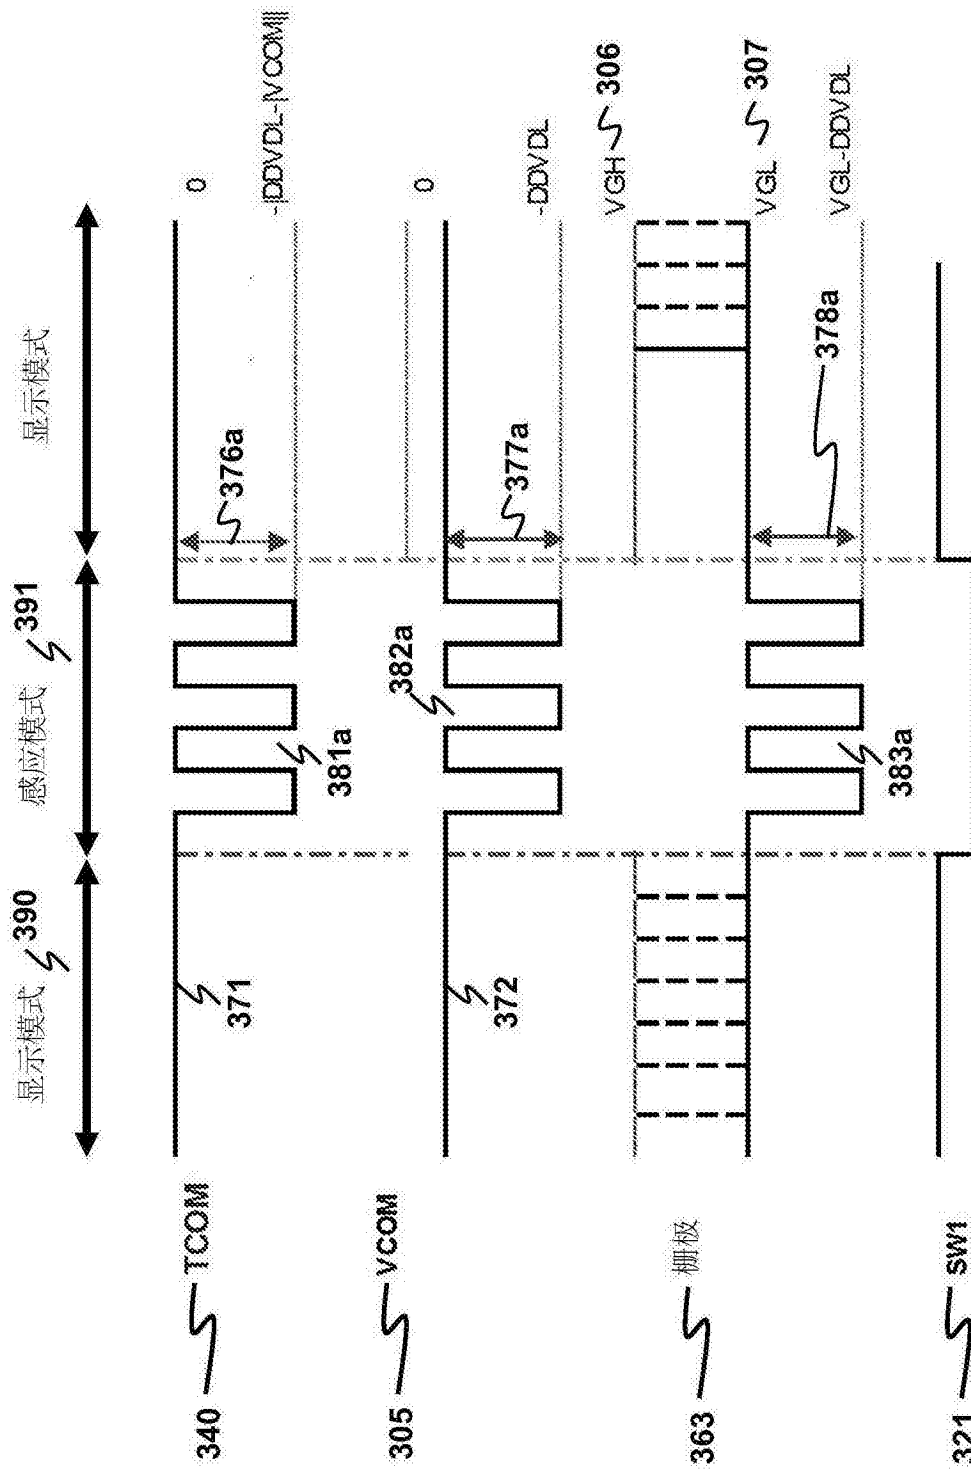 显示模式 390
感应模式 391
显示模式
340 TCOM
371
381a
376a
0
-|DDVDL-|VCOM||
305 VCOM
372
382a
377a
0
-DDVDL
363 栅极
383a
378a
VGH 306
VGL 307
VGL-DDVDL
321 SW1